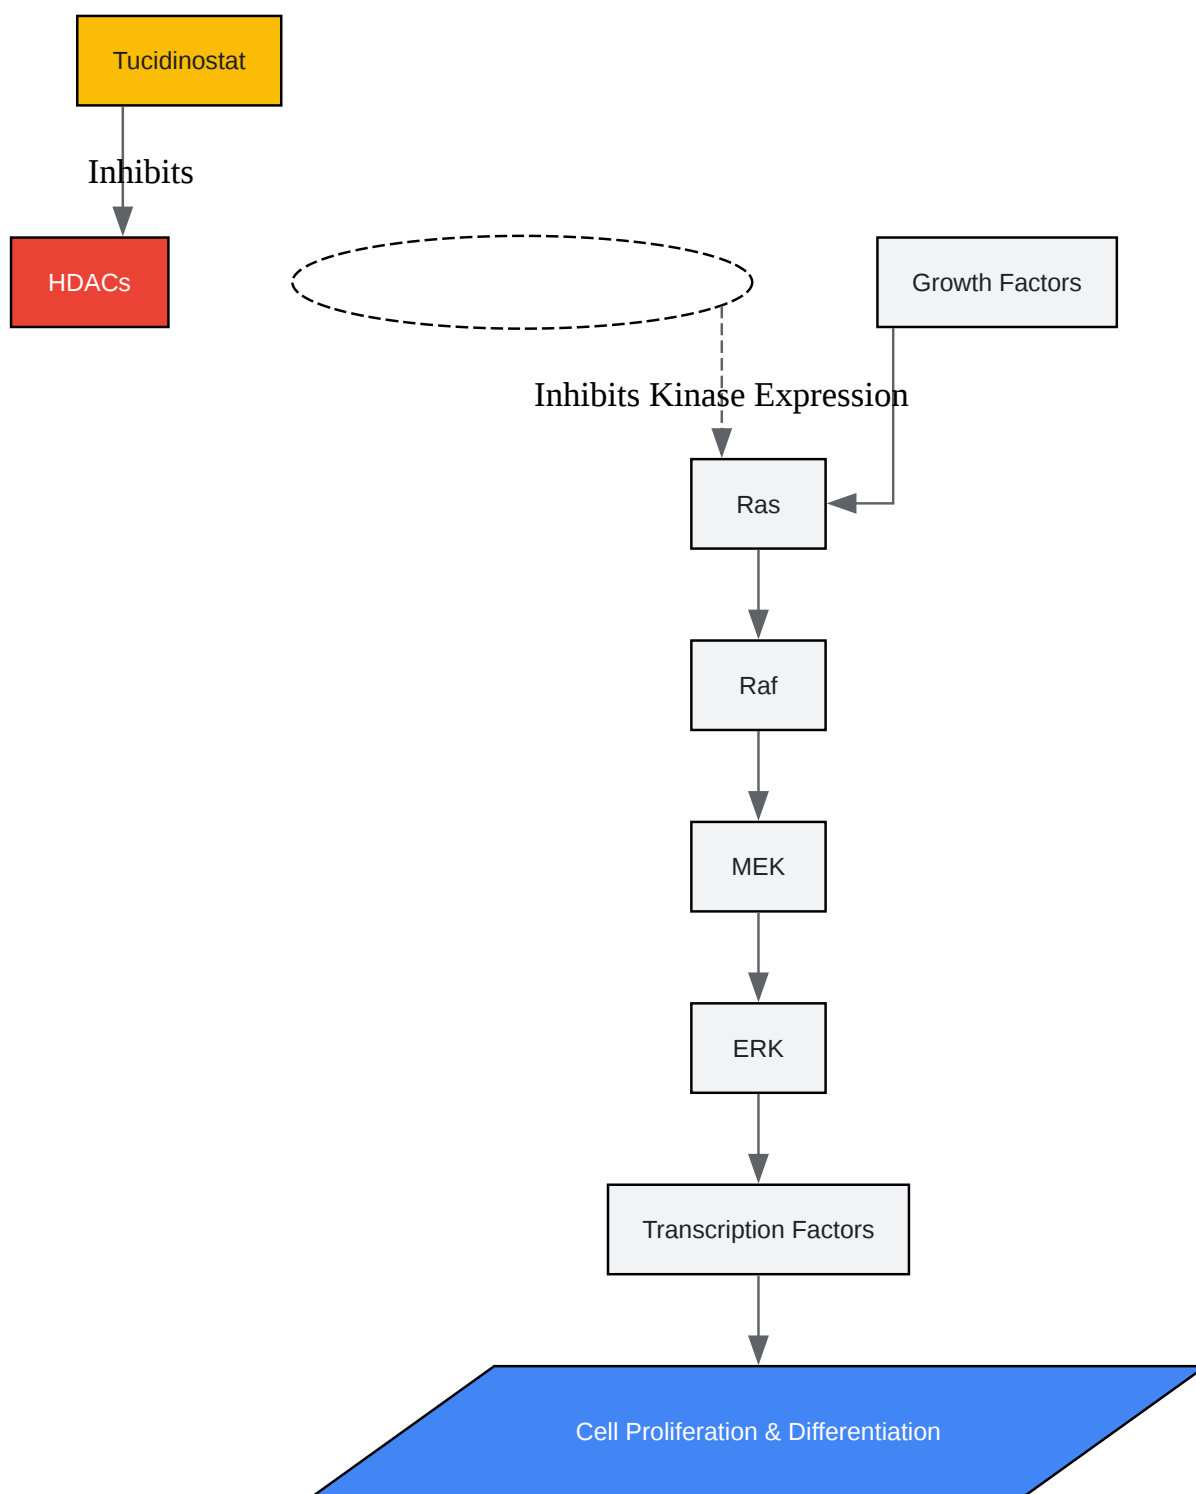 Tucidinostat
Inhibits
HDACs
Growth Factors
Inhibits Kinase Expression
Ras
Raf
MEK
ERK
Transcription Factors
Cell Proliferation & Differentiation